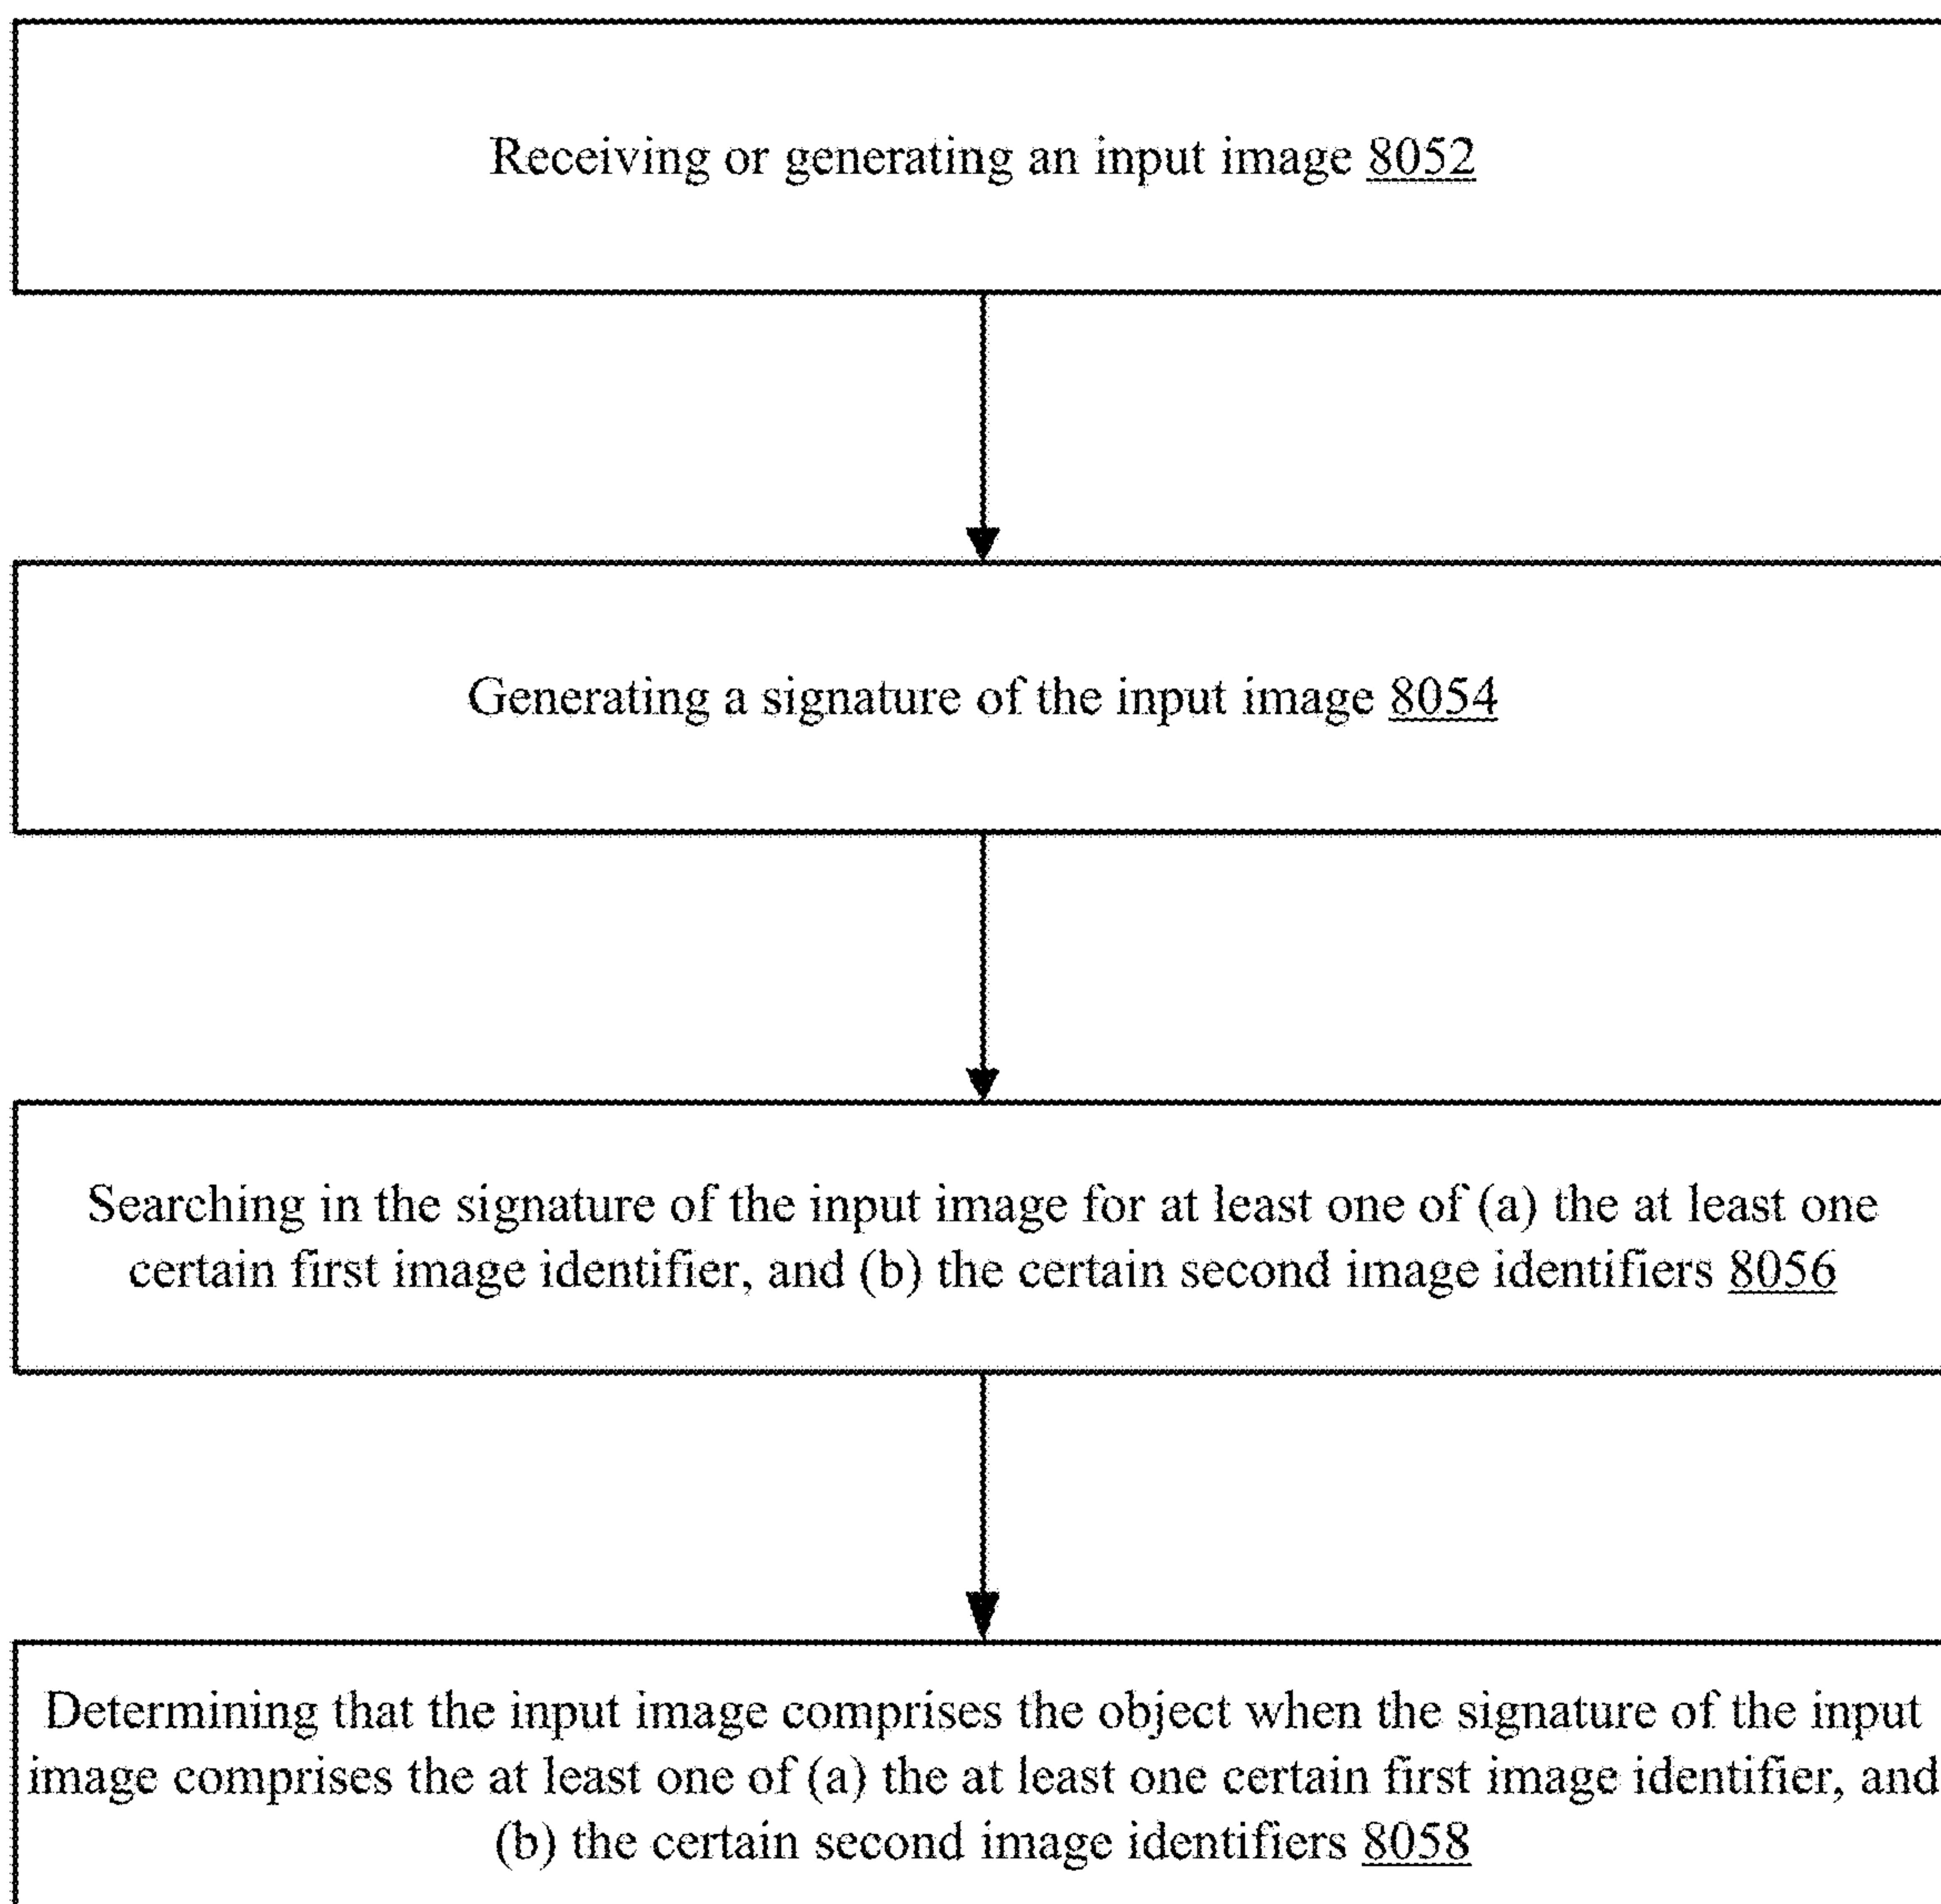 Receiving or generating an input image 8052
Generating a signature of the input image 8054
Searching in the signature of the input image for at least one of (a) the at least one
certain first image identifier, and (b) the certain second image identifiers 8056
Determining that the input image comprises the object when the signature of the input
image comprises the at least one of (a) the at least one certain first image identifier, and
(b) the certain second image identifiers 8058